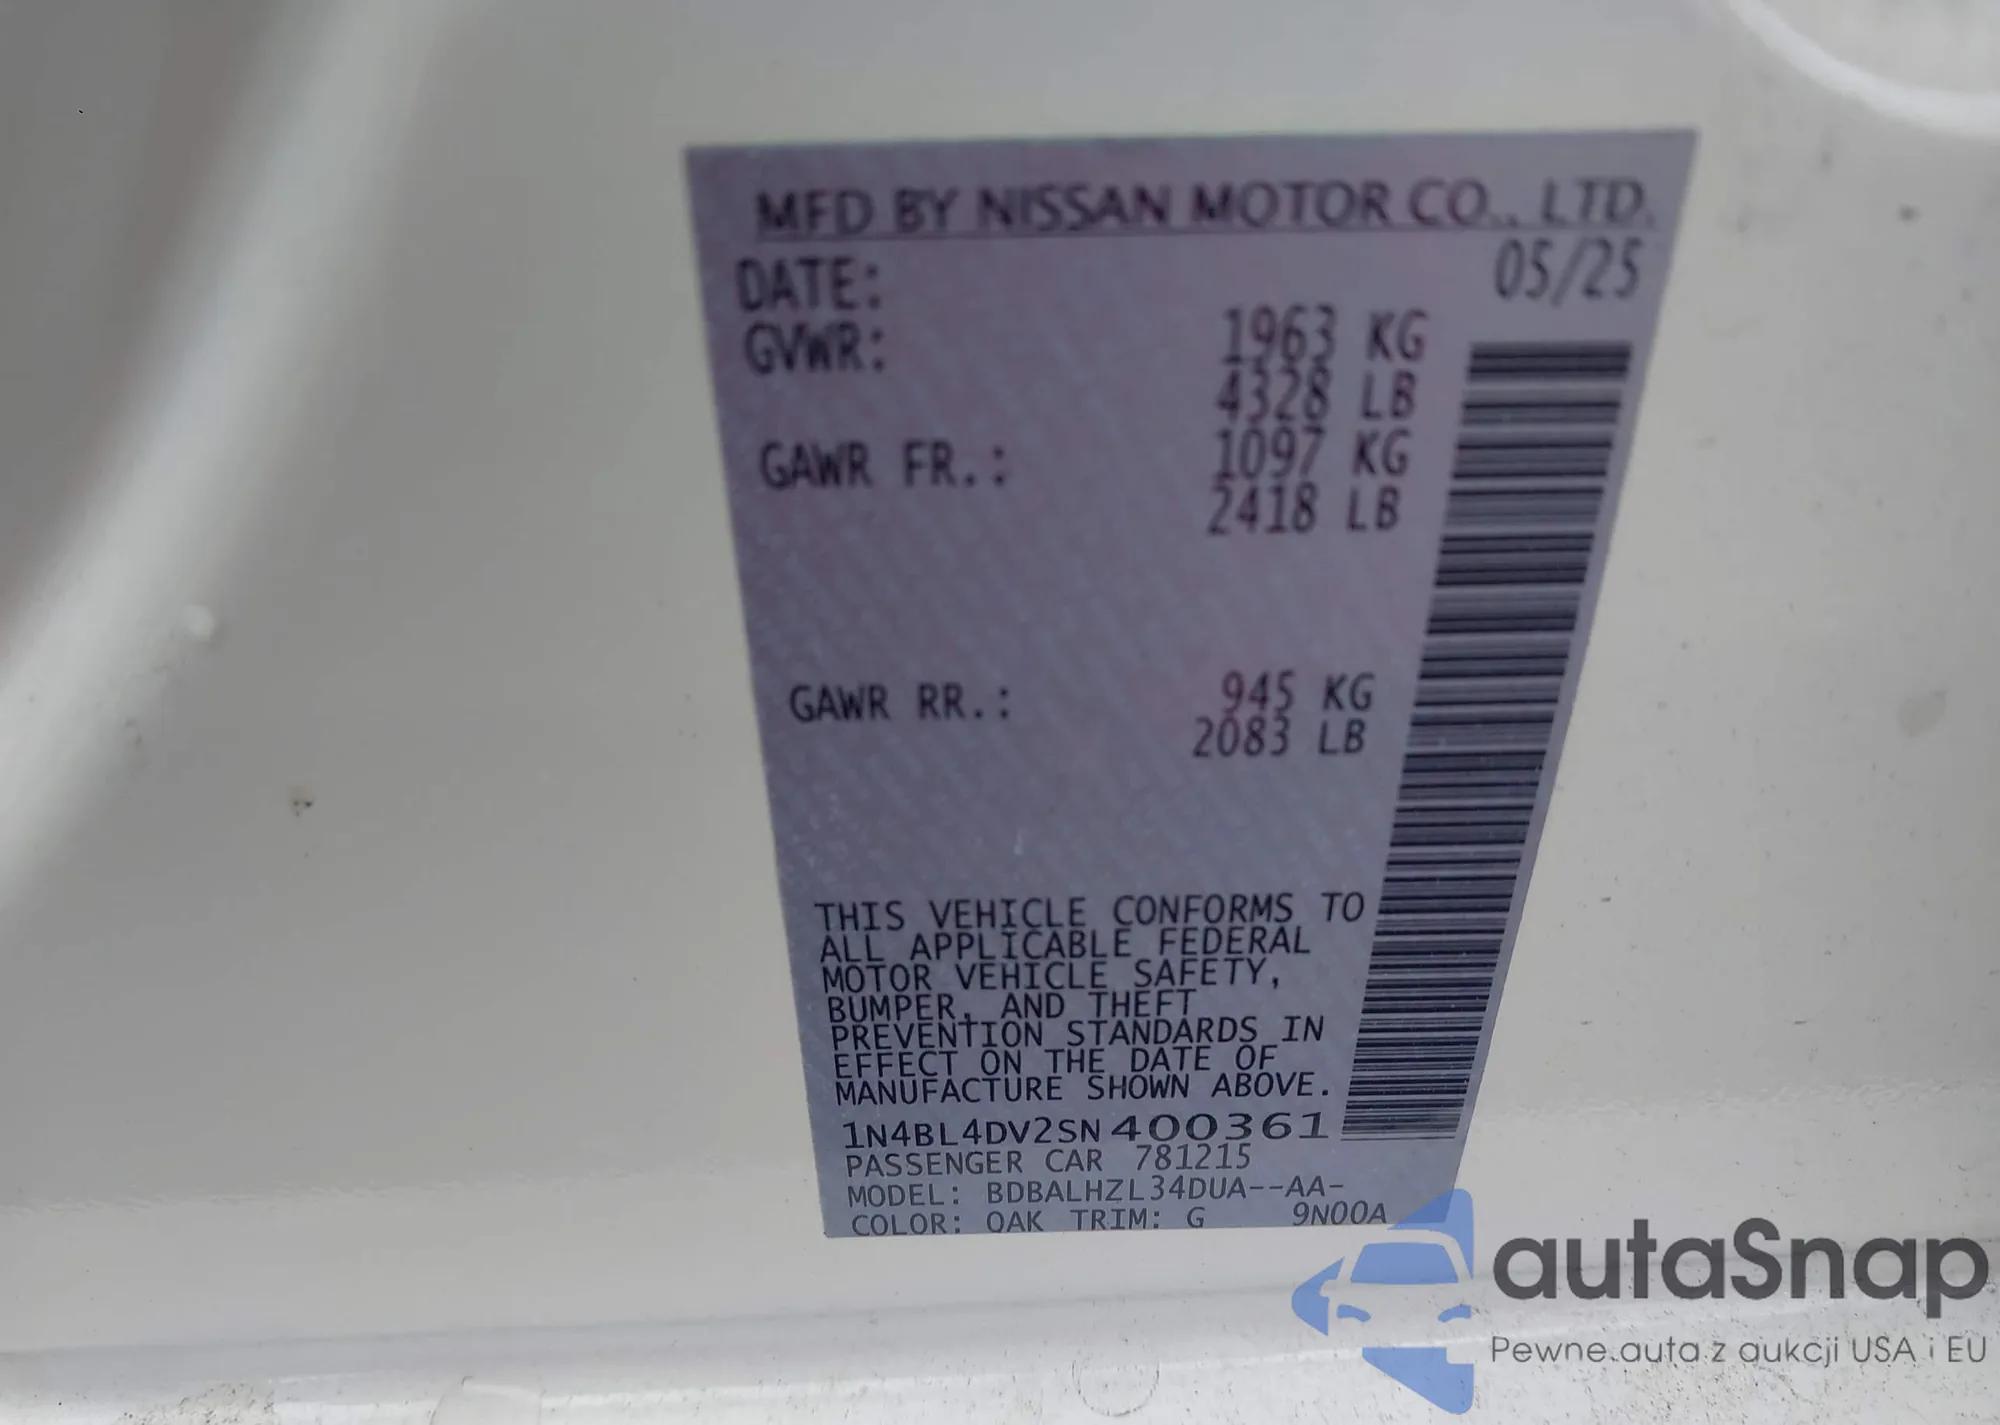 MFD BY NISSAN MOTOR CO., LTD.
DATE: 05/25
GVWR: 1963 KG
4328 LB
GAWR FR.: 1097 KG
2418 LB
GAWR RR.: 945 KG
2083 LB
THIS VEHICLE CONFORMS TO
ALL APPLICABLE FEDERAL
MOTOR VEHICLE SAFETY,
BUMPER, AND THEFT
PREVENTION STANDARDS IN
EFFECT ON THE DATE OF
MANUFACTURE SHOWN ABOVE.
1N4BL4DV2SN400361
PASSENGER CAR 781215
MODEL: BDBALHZL34DUA--AA-
COLOR: QAK TRIM: G 9N00A
autaSnap
Pewne auta z aukcji USA i EU